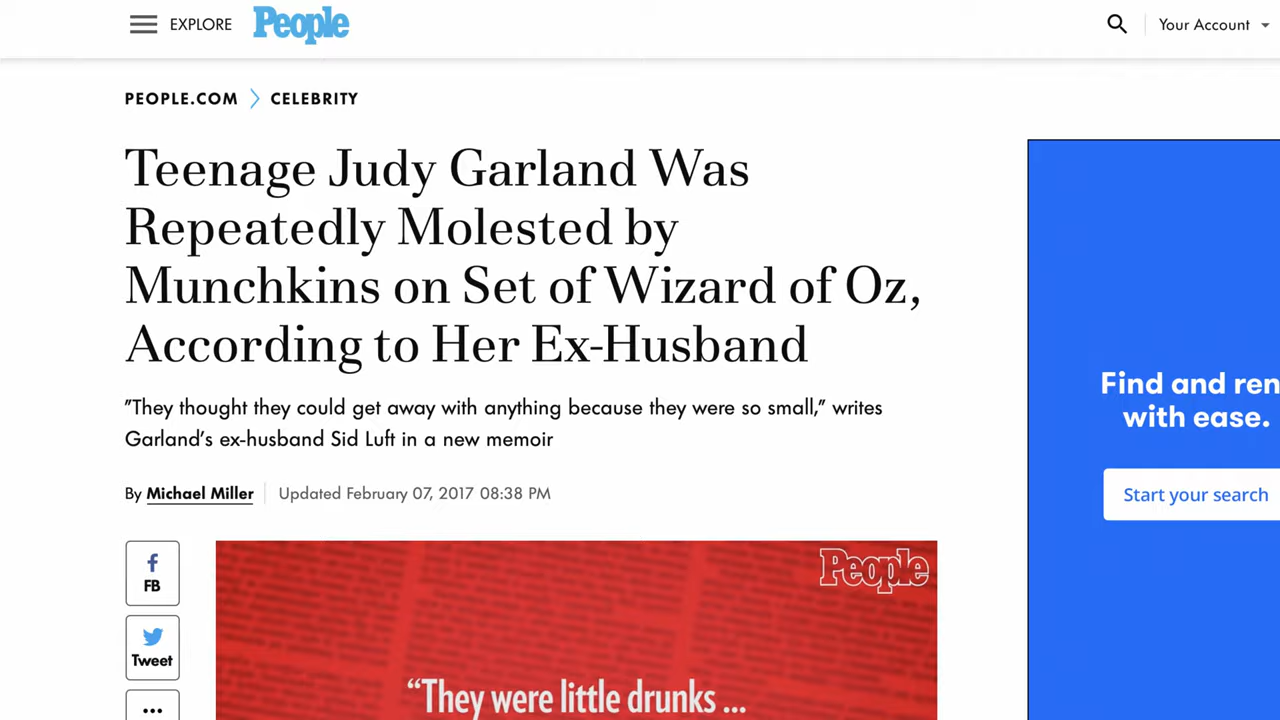 EXPLORE People Your Account
PEOPLE.COM CELEBRITY
Teenage Judy Garland Was
Repeatedly Molested by
Munchkins on Set of Wizard of Oz,
According to Her Ex-Husband
"They thought they could get away with anything because they were so small," writes
Garland's ex-husband Sid Luft in a new memoir
By Michael Miller Updated February 07, 2017 08:38 PM
FB
Tweet
People
“They were little drunks ...
Find and ren
with ease.
Start your search